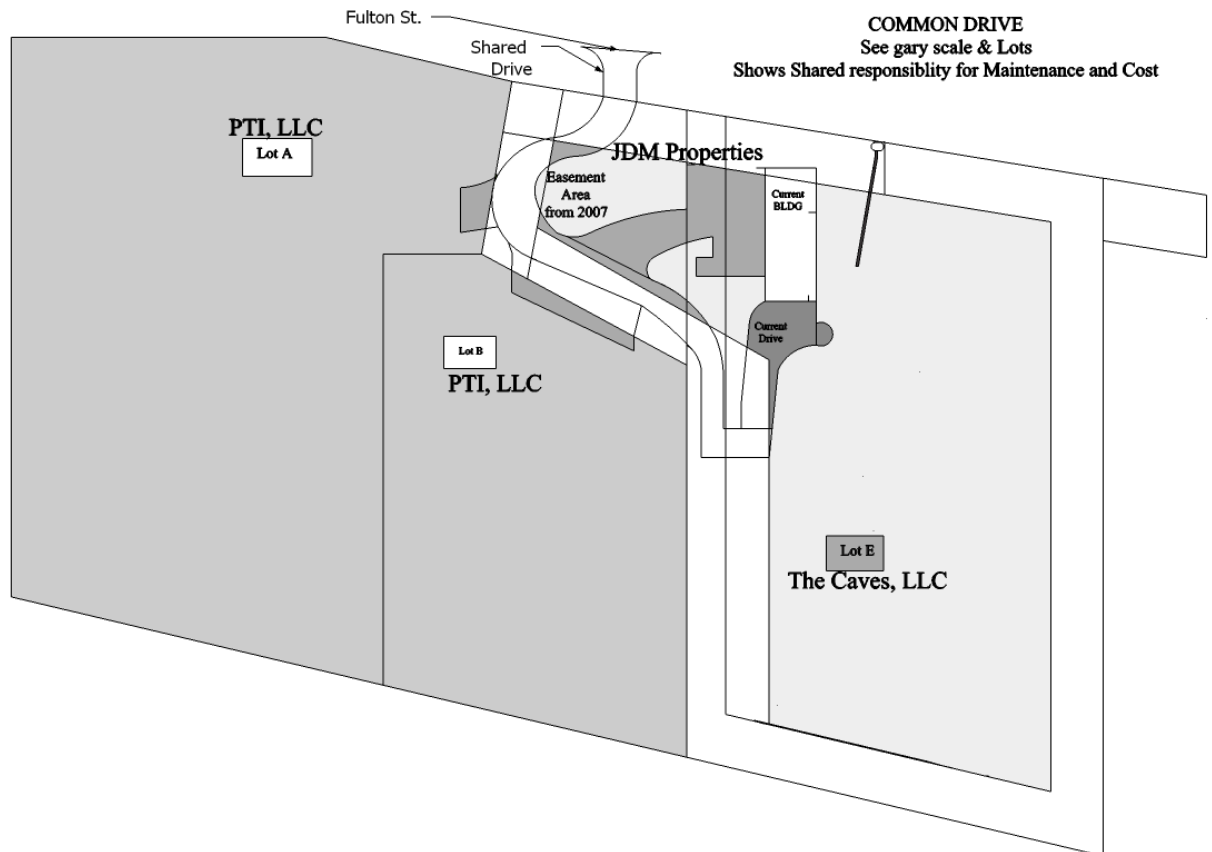 Fulton St.
COMMON DRIVE
See gary scale & Lots
Shows Shared responsiblity for Maintenance and Cost
Shared
Drive
PTI, LLC
Lot A
JDM Properties
Easement
Area
from 2007
Current
BLDG
Current
Drive
Lot B
PTI, LLC
Lot E
The Caves, LLC